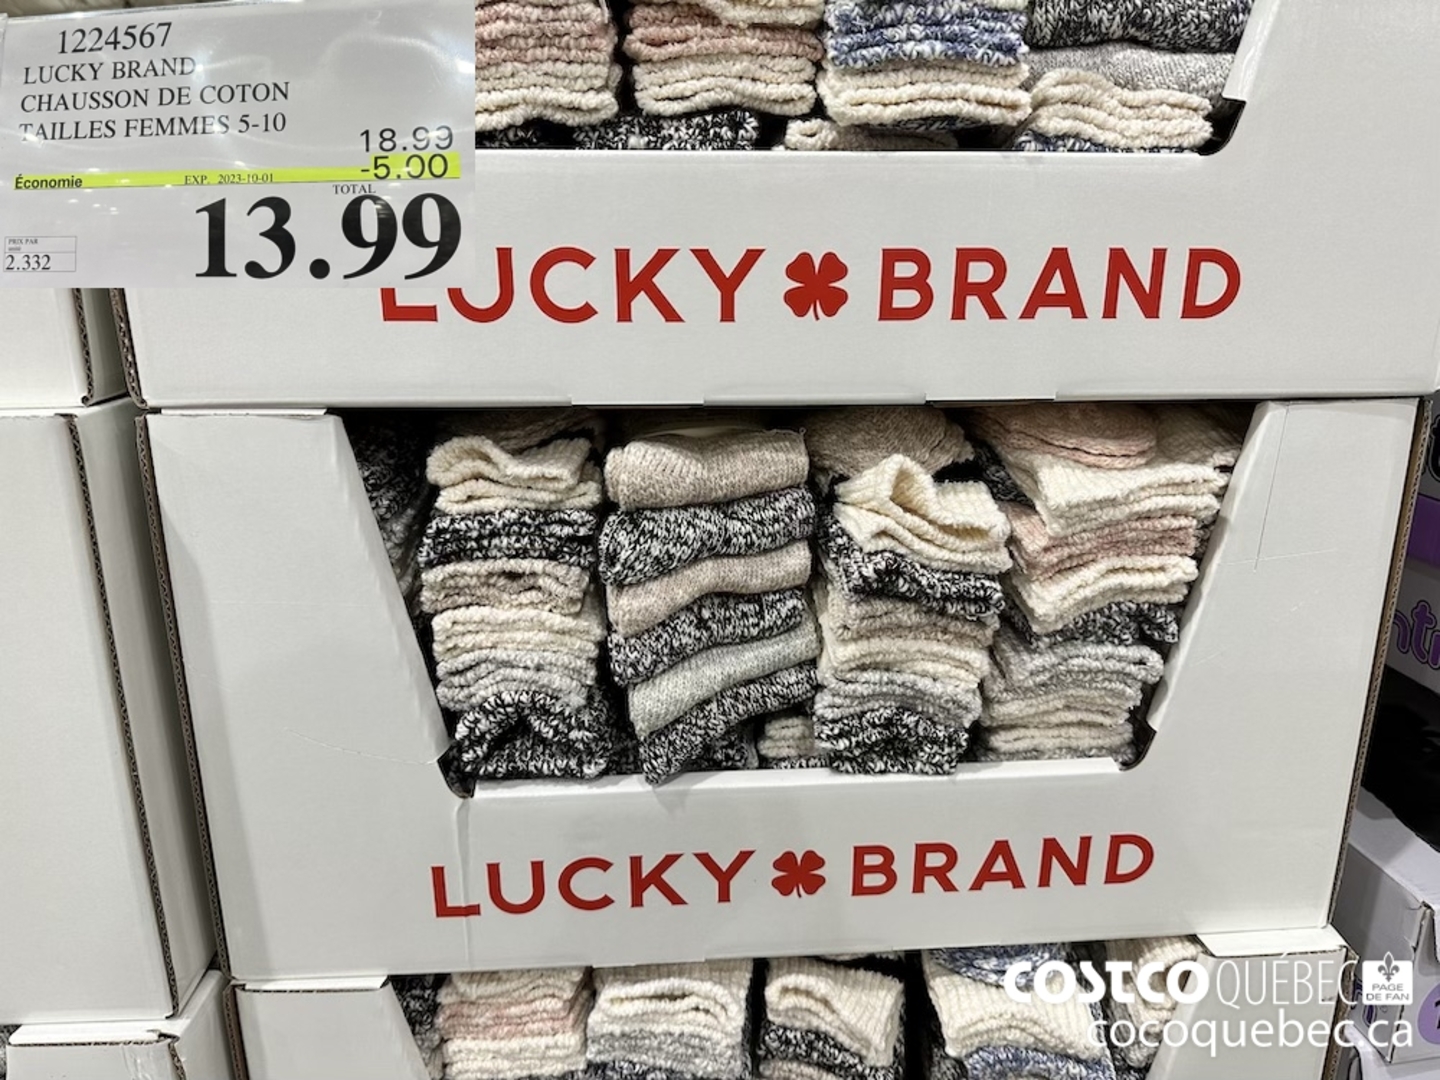 1224567
LUCKY BRAND
CHAUSSON DE COTON
TAILLES FEMMES 5-10
18.99
Économie EXP. 2023-10-01 -5.00
TOTAL
13.99
PRIX PAR
unité
2.332
LUCKY BRAND
LUCKY BRAND
COSTCO QUÉBEC PAGE DE FAN
cocoquebec.ca